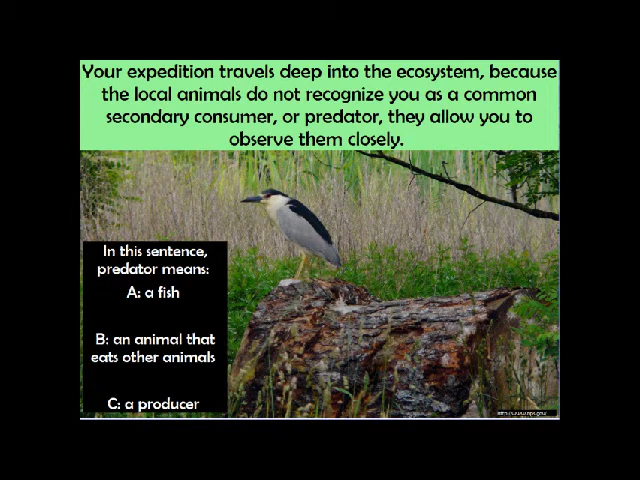 Your expedition travels deep into the ecosystem, because
the local animals do not recognize you as a common
secondary consumer, or predator, they allow you to
observe them closely.
In this sentence,
predator means:
A: a fish
B: an animal that
eats other animals
C: a producer